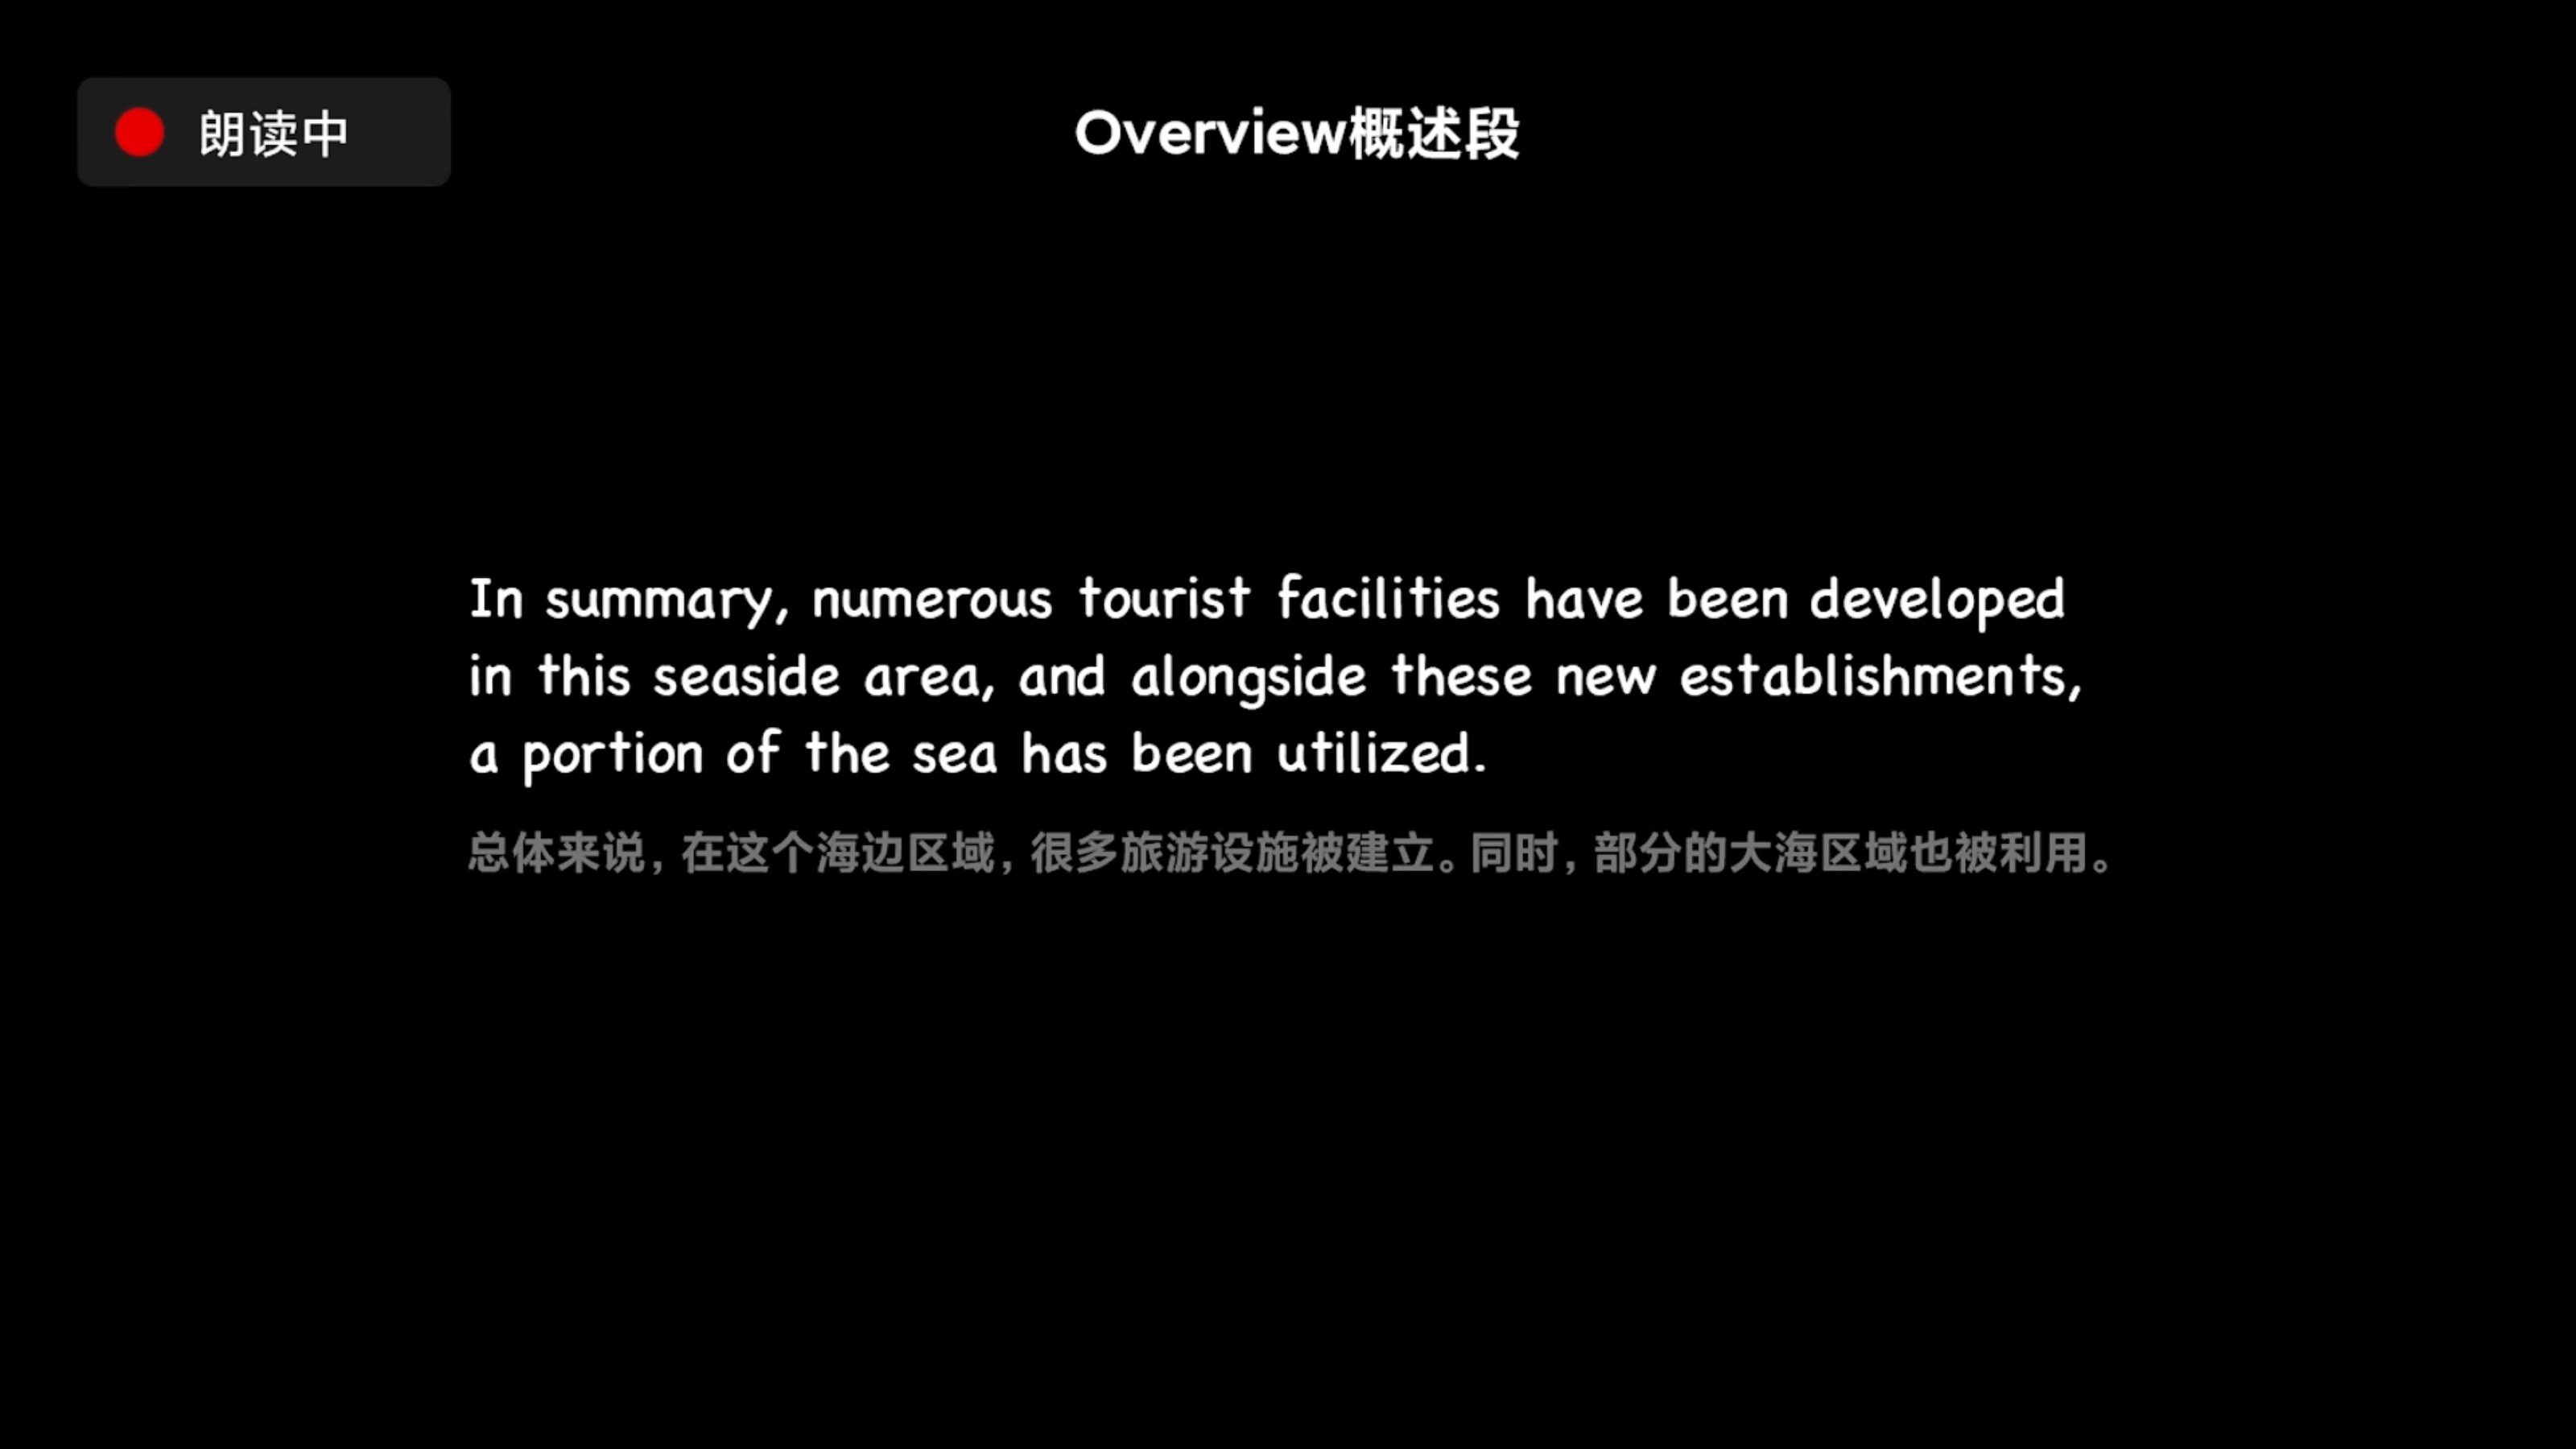 朗读中
Overview概述段
In summary, numerous tourist facilities have been developed
in this seaside area, and alongside these new establishments,
a portion of the sea has been utilized.
总体来说，在这个海边区域，很多旅游设施被建立。同时，部分的大海区域也被利用。